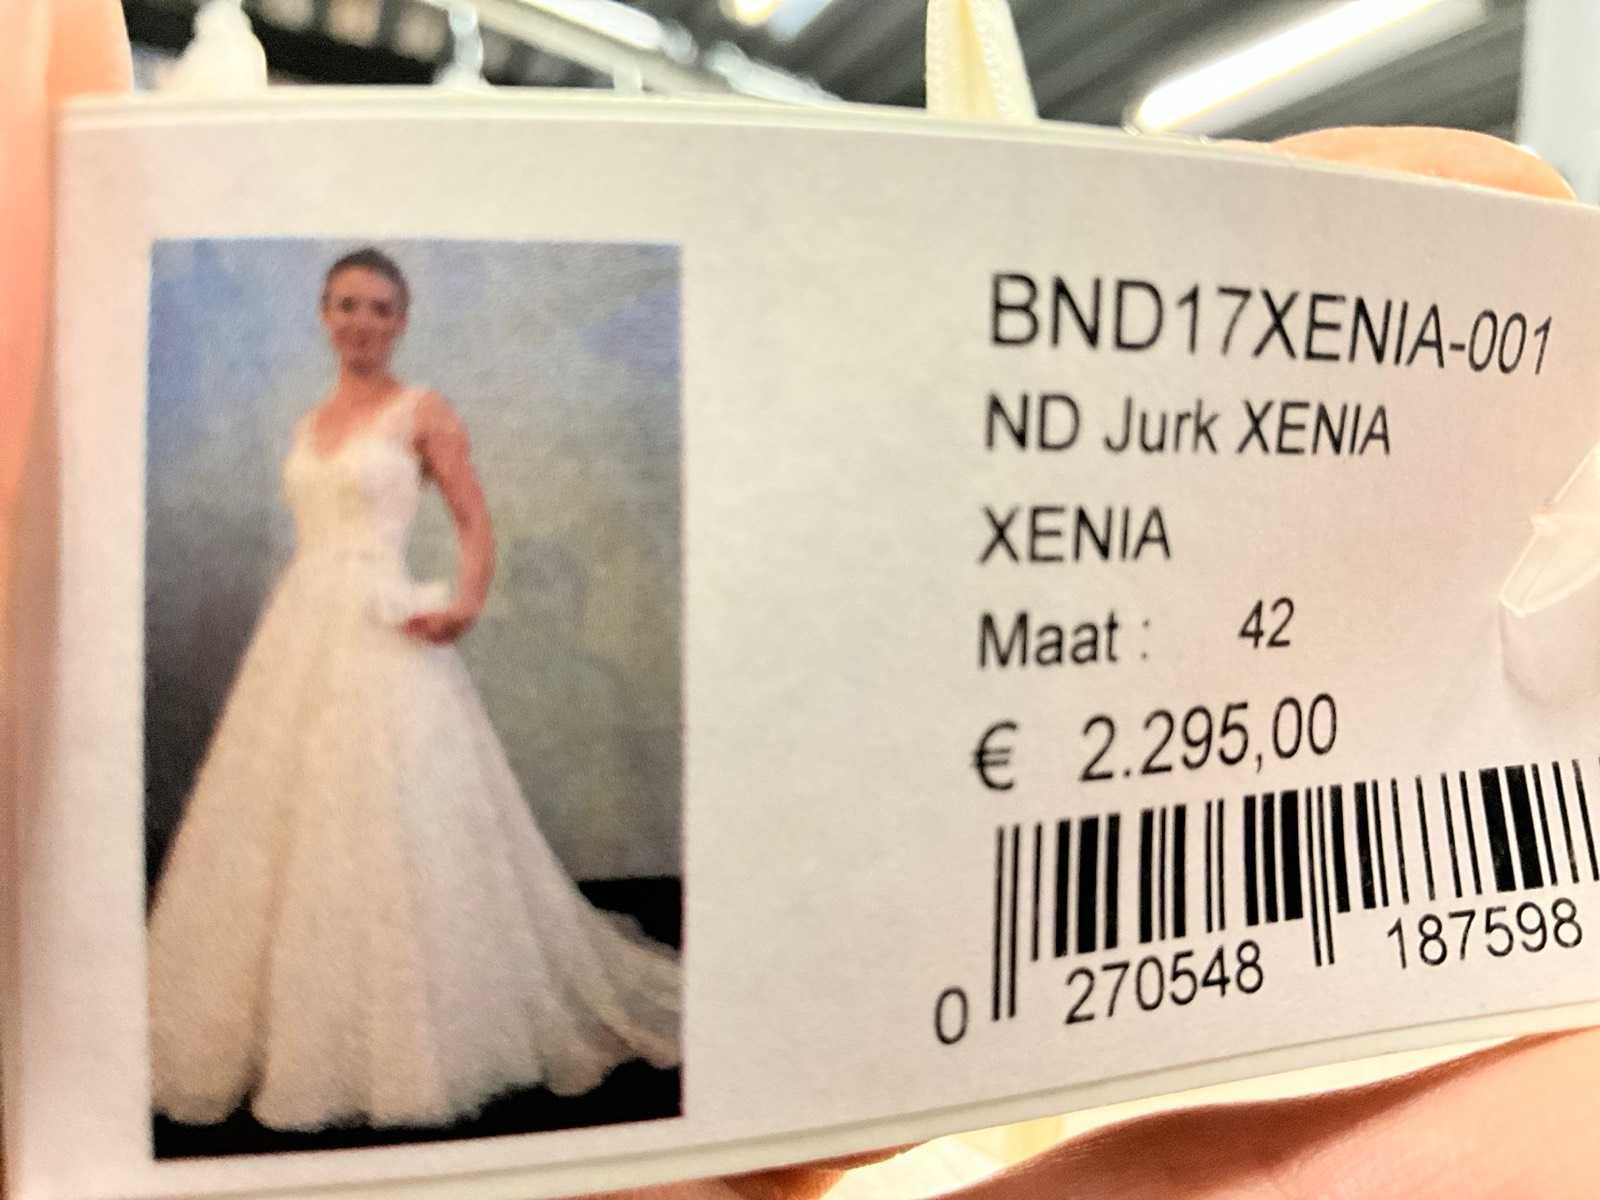 BND17XENIA-001
ND Jurk XENIA
XENIA
Maat : 42
€ 2.295,00
0 270548 187598